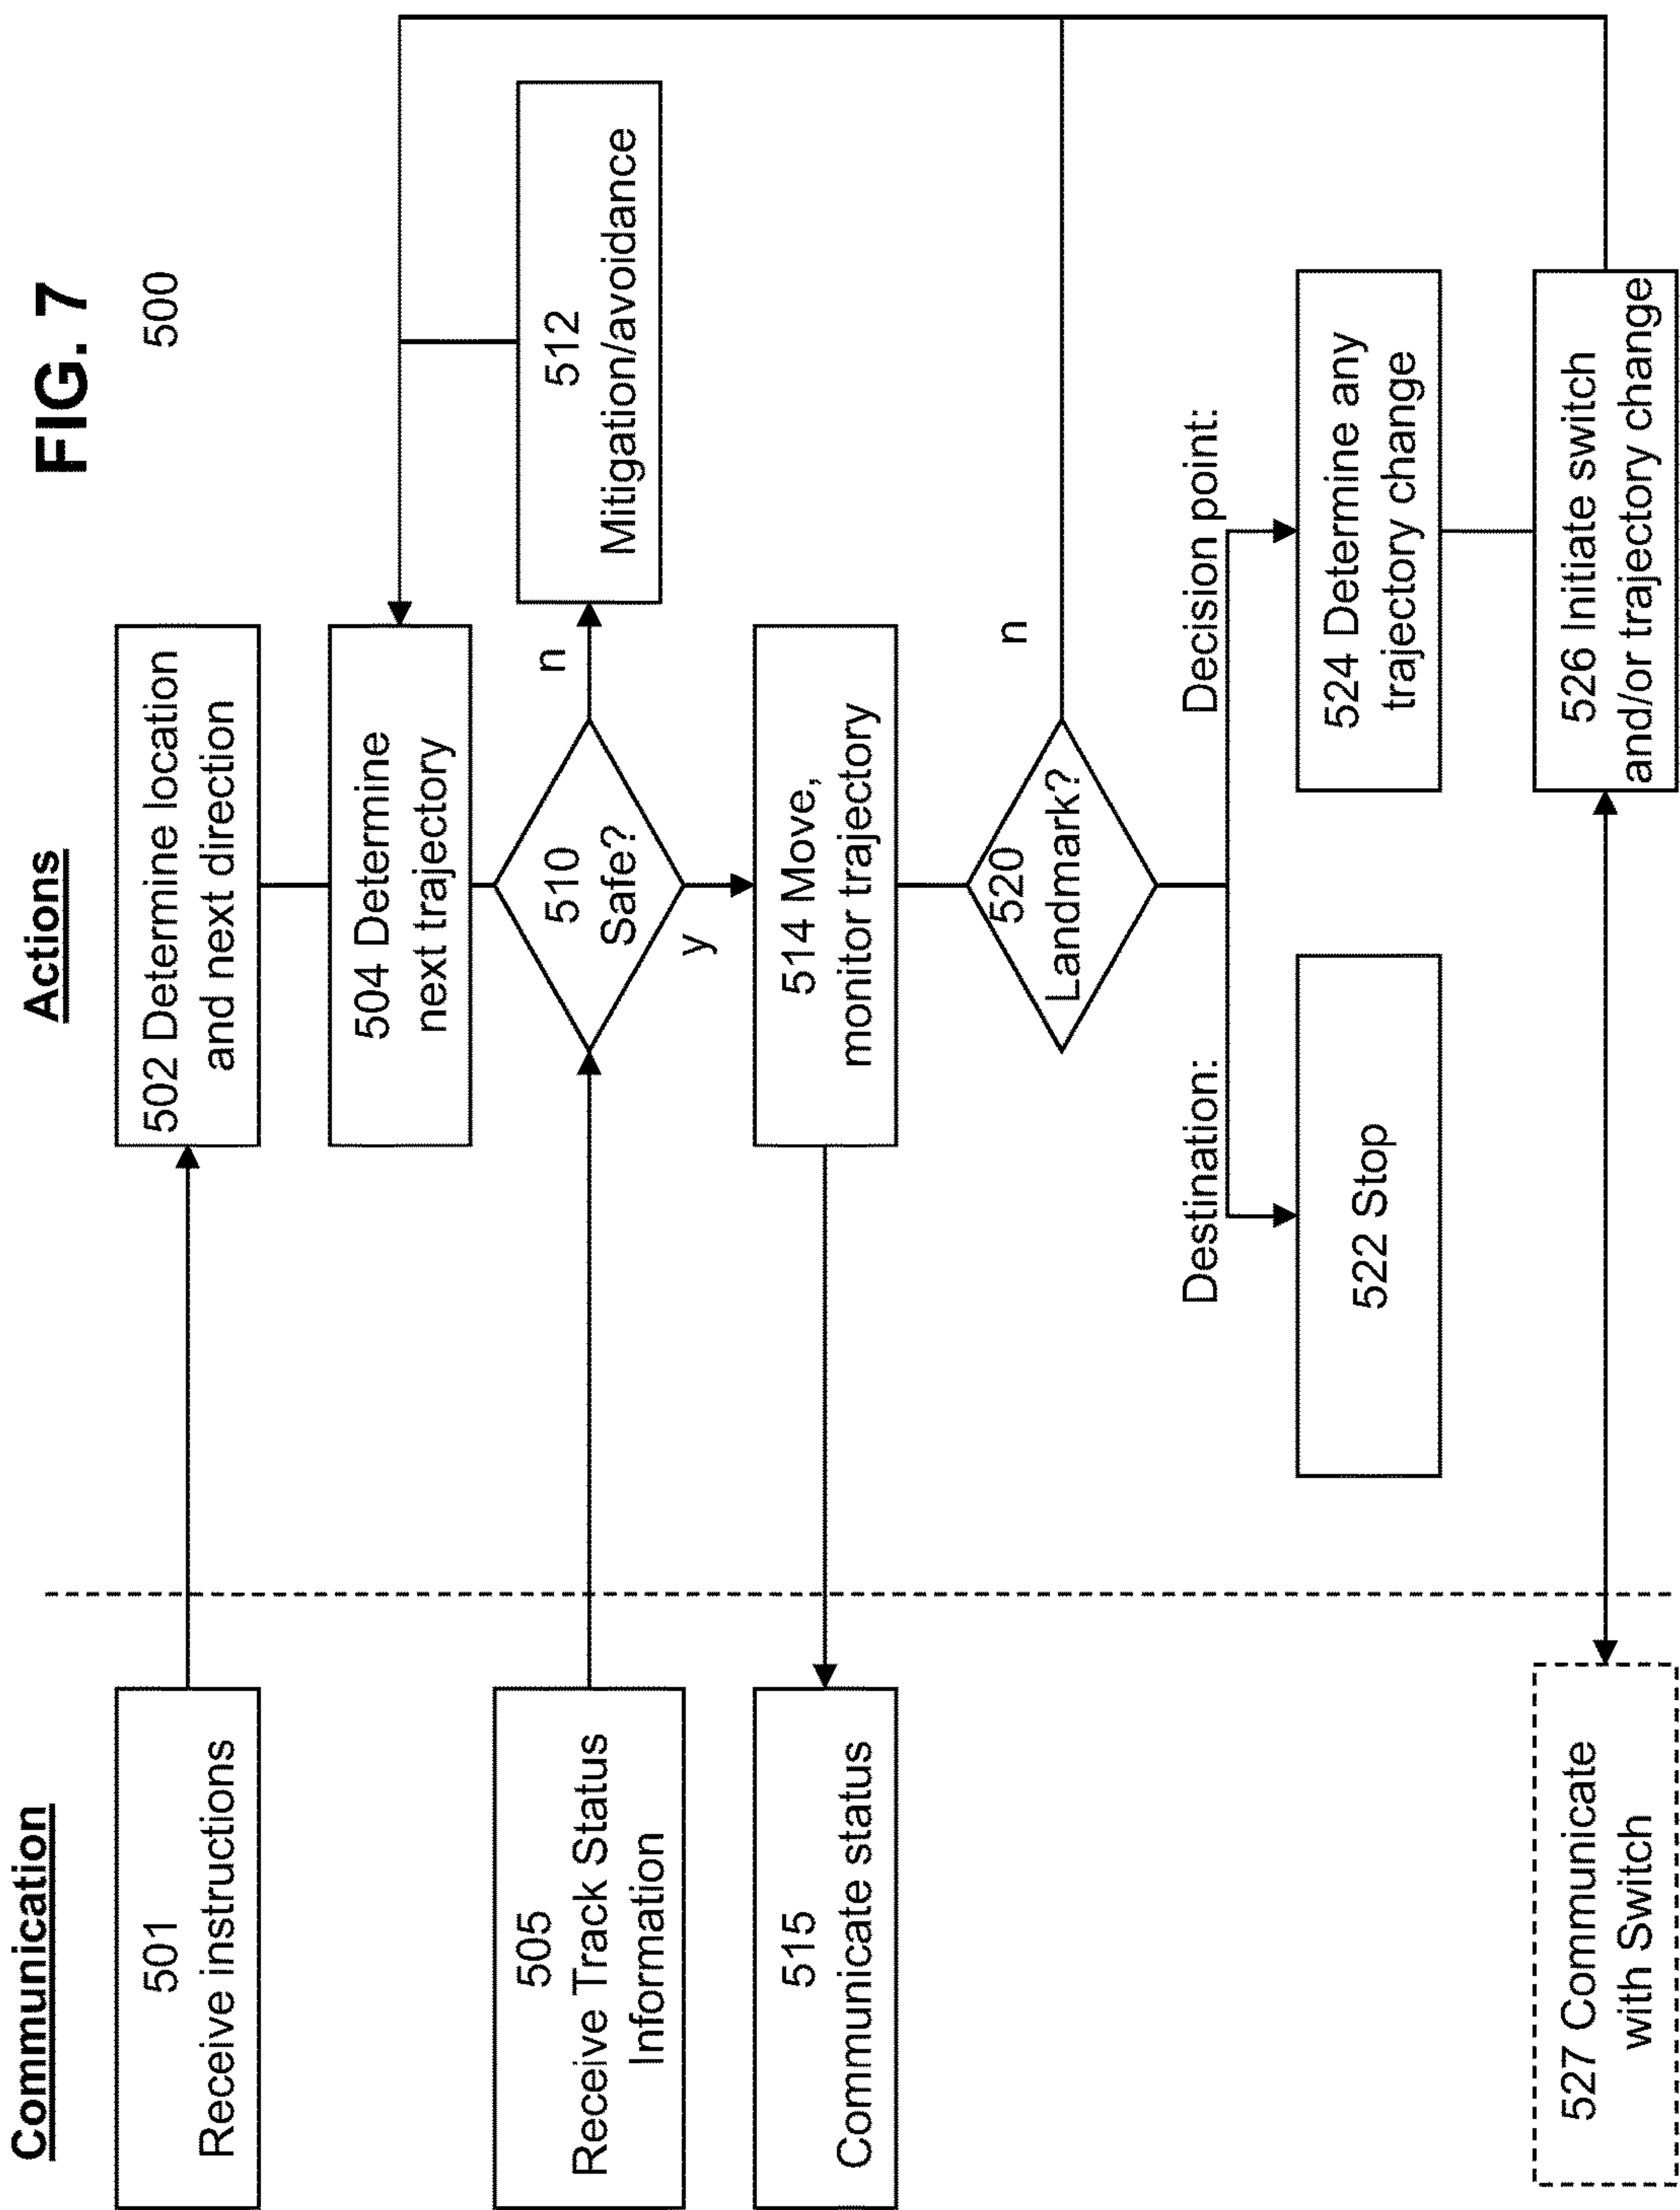 FIG. 7
500
Communication
Actions
501
Receive instructions
502 Determine location
and next direction
504 Determine
next trajectory
505
Receive Track Status
Information
510
Safe?
n
512
Mitigation/avoidance
y
515
Communicate status
514 Move,
monitor trajectory
520
Landmark?
n
Destination:
Decision point:
522 Stop
524 Determine any
trajectory change
527 Communicate
with Switch
526 Initiate switch
and/or trajectory change